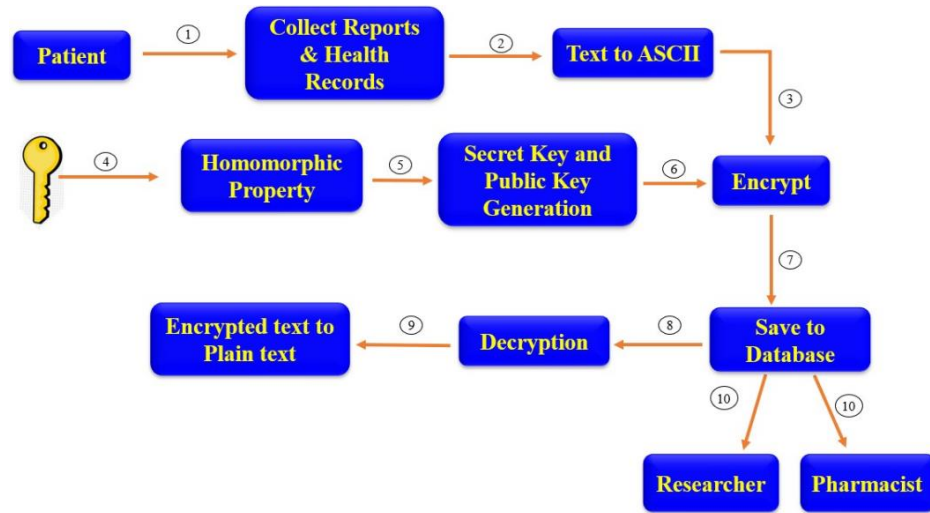 Patient
1
Collect Reports
& Health
Records
2
Text to ASCII
3
4
Homomorphic
Property
5
Secret Key and
Public Key
Generation
6
Encrypt
7
Encrypted text to
Plain text
9
Decryption
8
Save to
Database
10
10
Researcher
Pharmacist